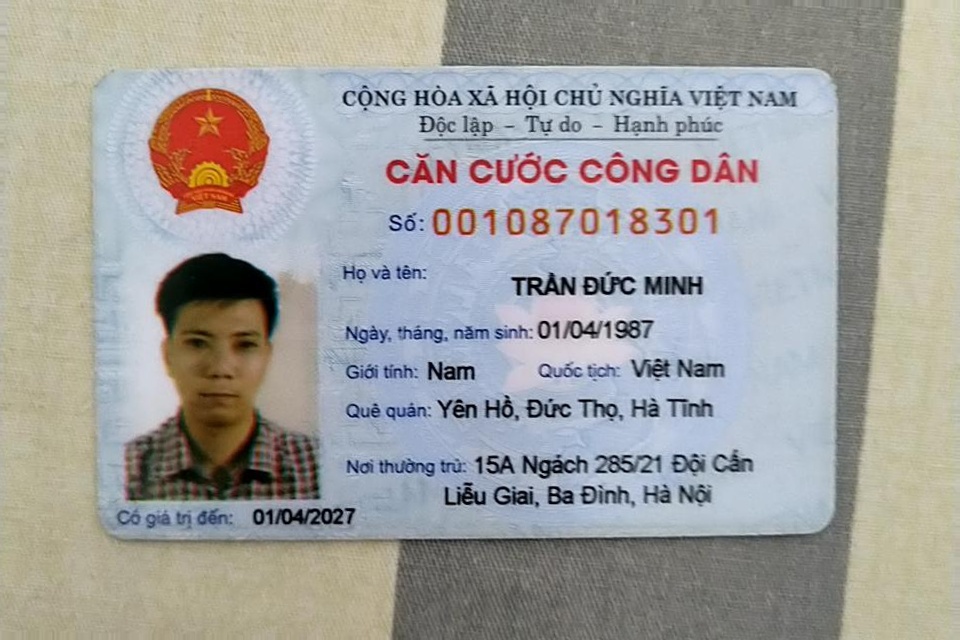 CỘNG HÒA XÃ HỘI CHỦ NGHĨA VIỆT NAM
Độc lập - Tự do - Hạnh phúc
CĂN CƯỚC CÔNG DÂN
Số: 001087018301
Họ và tên:
TRẦN ĐỨC MINH
Ngày, tháng, năm sinh: 01/04/1987
Giới tính: Nam Quốc tịch: Việt Nam
Quê quán: Yên Hồ, Đức Thọ, Hà Tĩnh
Nơi thường trú: 15A Ngách 285/21 Đội Cấn
Liễu Giai, Ba Đình, Hà Nội
Có giá trị đến: 01/04/2027
VIỆT NAM